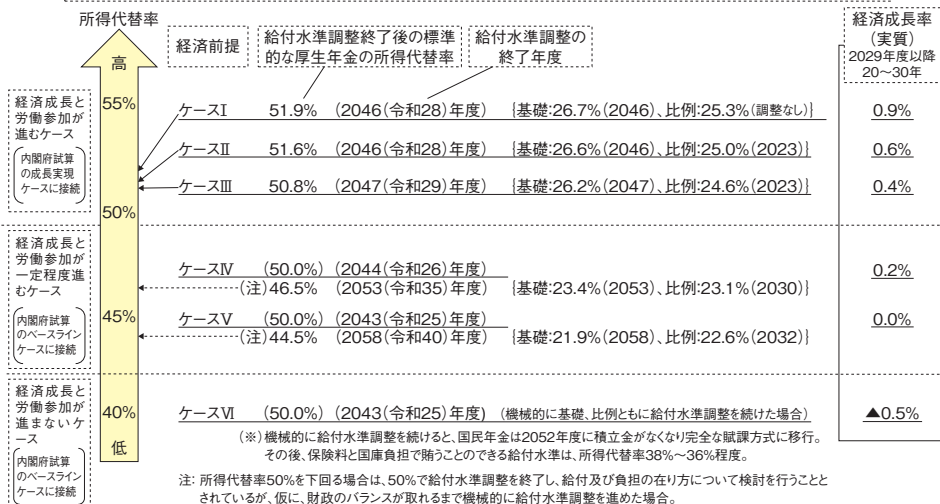 所得代替率
高
55%
50%
45%
40%
低
経済前提
給付水準調整終了後の標準
的な厚生年金の所得代替率
給付水準調整の
終了年度
経済成長率
(実質)
2029年度以降
20〜30年
経済成長と
労働参加が
進むケース
内閣府試算
の成長実現
ケースに接続
ケースⅠ 51.9% (2046(令和28)年度) {基礎:26.7%(2046)、比例:25.3%(調整なし)} 0.9%
ケースⅡ 51.6% (2046(令和28)年度) {基礎:26.6%(2046)、比例:25.0%(2023)} 0.6%
ケースⅢ 50.8% (2047(令和29)年度) {基礎:26.2%(2047)、比例:24.6%(2023)} 0.4%
経済成長と
労働参加が
一定程度進
むケース
内閣府試算
のベースライン
ケースに接続
ケースⅣ (50.0%) (2044(令和26)年度) 0.2%
(注)46.5% (2053(令和35)年度) {基礎:23.4%(2053)、比例:23.1%(2030)}
ケースⅤ (50.0%) (2043(令和25)年度) 0.0%
(注)44.5% (2058(令和40)年度) {基礎:21.9%(2058)、比例:22.6%(2032)}
経済成長と
労働参加が
進まないケ
ース
内閣府試算
のベースライン
ケースに接続
ケースⅥ (50.0%) (2043(令和25)年度) (機械的に基礎、比例ともに給付水準調整を続けた場合) ▲0.5%
(※)機械的に給付水準調整を続けると、国民年金は2052年度に積立金がなくなり完全な賦課方式に移行。
その後、保険料と国庫負担で賄うことのできる給付水準は、所得代替率38%〜36%程度。
注:所得代替率50%を下回る場合は、50%で給付水準調整を終了し、給付及び負担の在り方について検討を行うことと
されているが、仮に、財政のバランスが取れるまで機械的に給付水準調整を進めた場合。